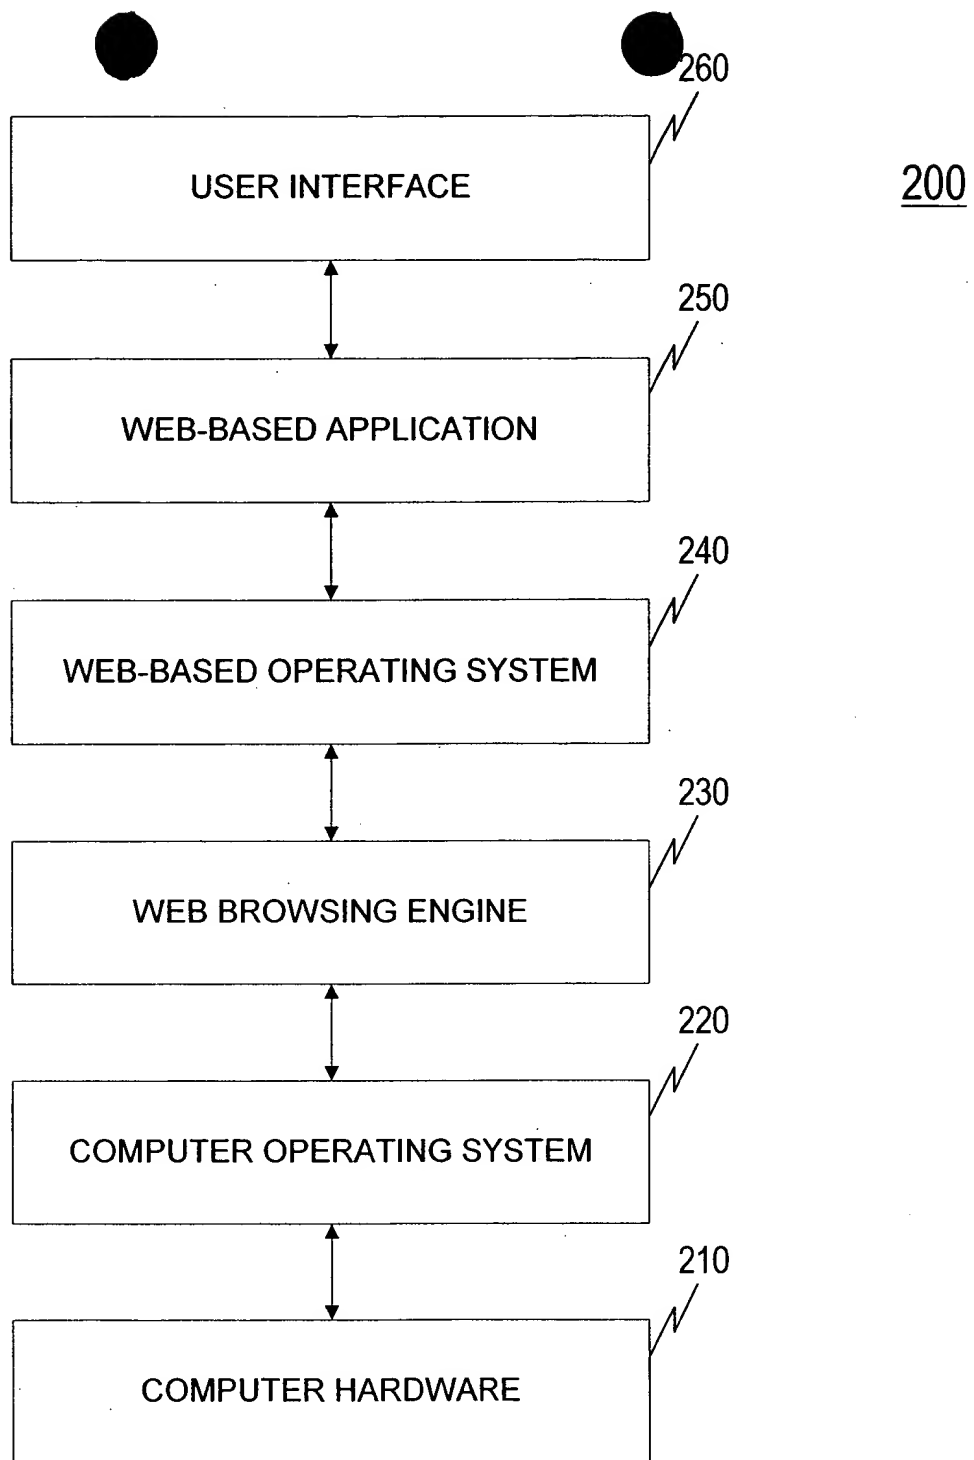 260
USER INTERFACE
200
250
WEB-BASED APPLICATION
240
WEB-BASED OPERATING SYSTEM
230
WEB BROWSING ENGINE
220
COMPUTER OPERATING SYSTEM
210
COMPUTER HARDWARE